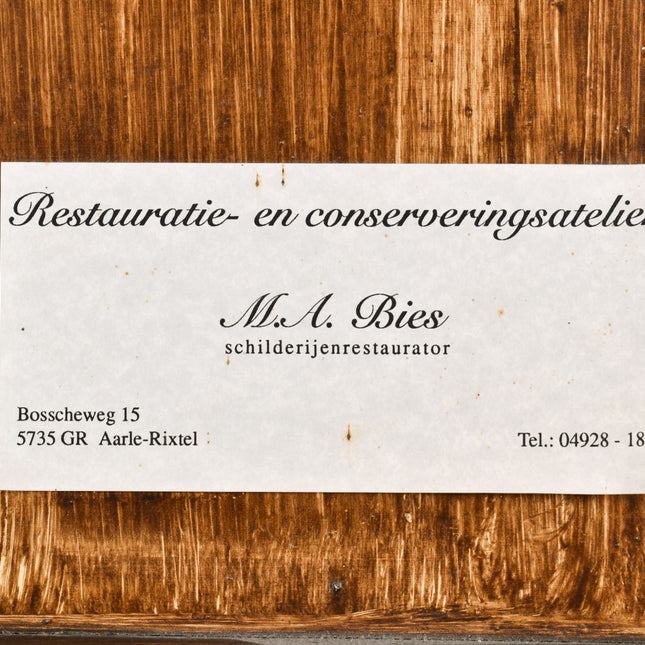 Restauratie- en conserveringsatelie
M.A. Bies
schilderijenrestaurator
Bosscheweg 15
5735 GR Aarle-Rixtel
Tel.: 04928 - 18